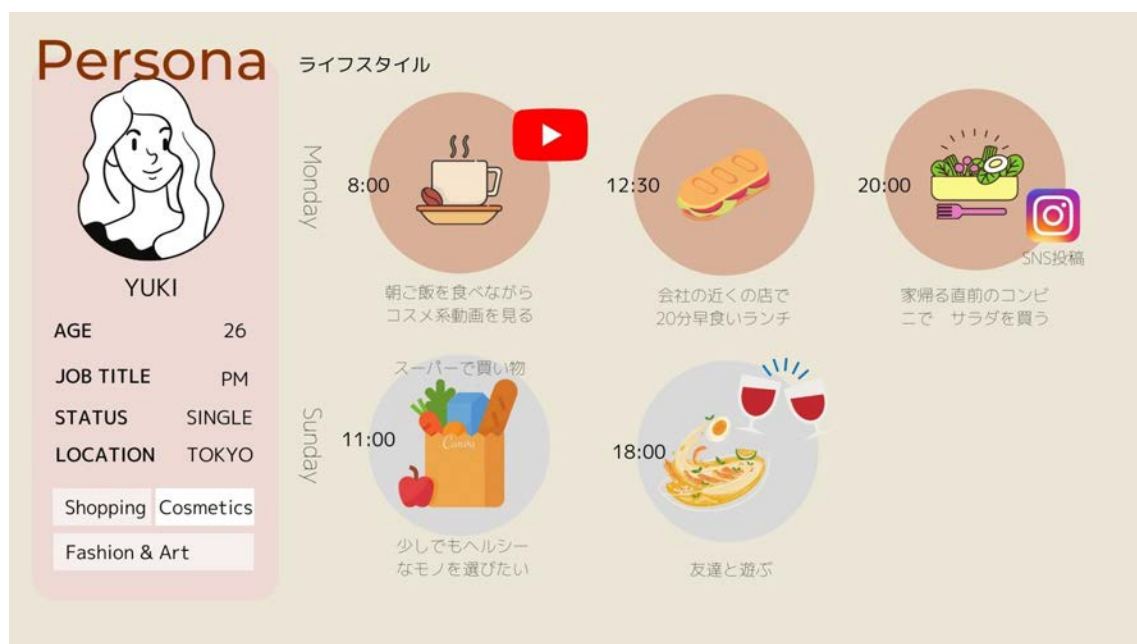 Persona
YUKI
AGE 26
JOB TITLE PM
STATUS SINGLE
LOCATION TOKYO
Shopping Cosmetics
Fashion & Art
ライフスタイル
Monday
8:00
朝ご飯を食べながら
コスメ系動画を見る
12:30
会社の近くの店で
20分早食いランチ
20:00
SNS投稿
家帰る直前のコンビ
ニで サラダを買う
Sunday
スーパーで買い物
11:00
Canva
少しでもヘルシー
なモノを選びたい
18:00
友達と遊ぶ